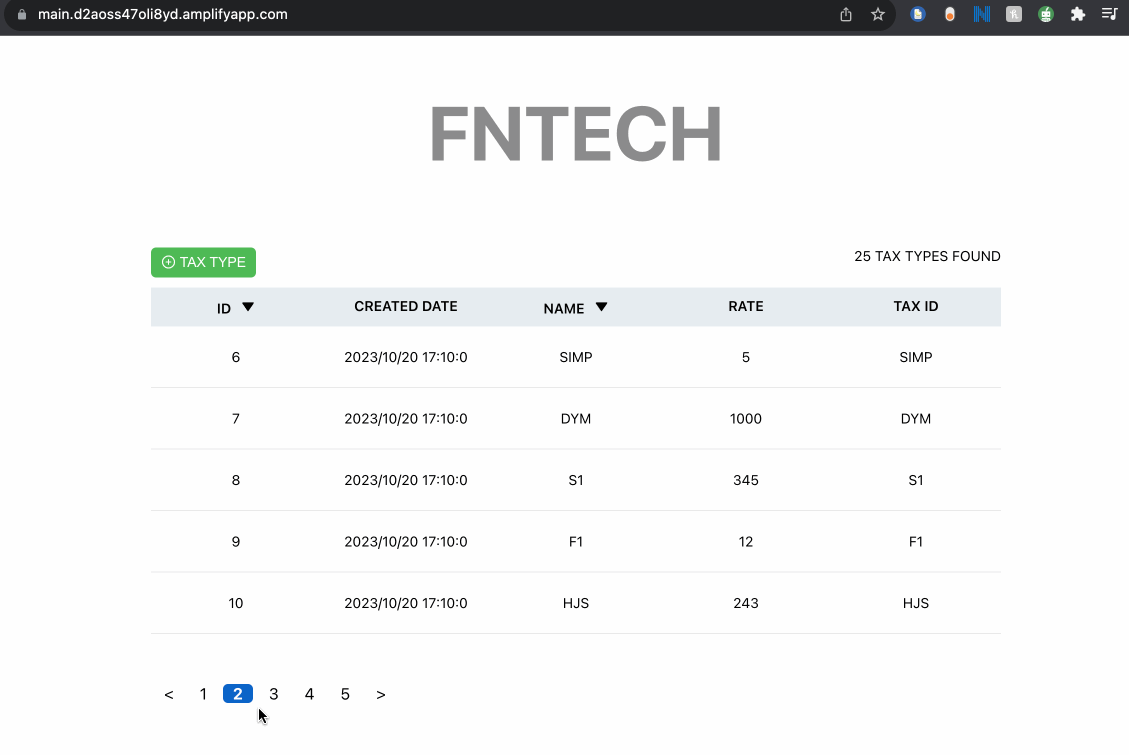 main.d2aoss47oli8yd.amplifyapp.com
FNTECH
TAX TYPE
25 TAX TYPES FOUND
ID CREATED DATE NAME RATE TAX ID
6 2023/10/20 17:10:0 SIMP 5 SIMP
7 2023/10/20 17:10:0 DYM 1000 DYM
8 2023/10/20 17:10:0 S1 345 S1
9 2023/10/20 17:10:0 F1 12 F1
10 2023/10/20 17:10:0 HJS 243 HJS
< 1 2 3 4 5 >